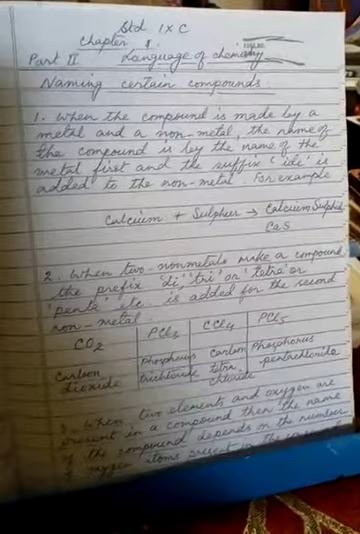 Std IX C
Chapter 1.
Part II Language of chemistry
Naming certain compounds.
1. When the compound is made by a
metal and a non-metal, the name of
the compound is by the name of the
metal first and the suffix 'ide' is
added to the non-metal. For example
Calcium + Sulphur → Calcium Sulphide
CaS
2. When two-nonmetals make a compound
the prefix 'di', 'tri' or 'tetra' or
'penta' etc. is added for the second
non-metal.
CO2 PCl3 CCl4 PCl5
Carbon dioxide phosphorus trichloride Carbon tetra chloride Phosphorus pentachloride
3. When two elements and oxygen are
present in a compound then the name
of the compound depends on the number
of oxygen atoms present in the